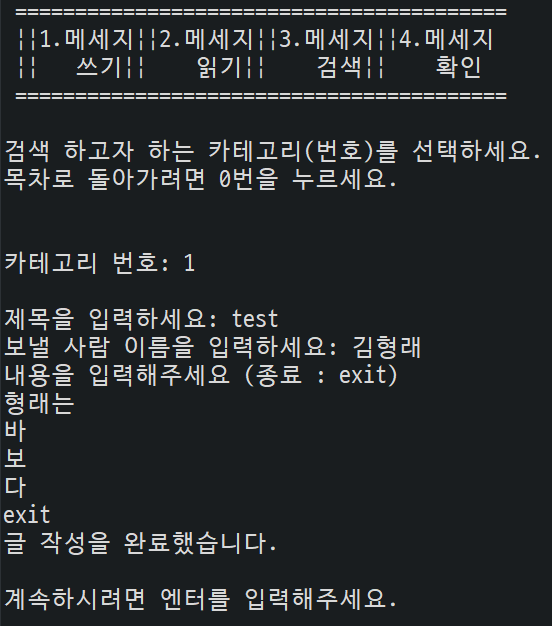 =========================================
¦¦1.메세지¦¦2.메세지¦¦3.메세지¦¦4.메세지
¦¦   쓰기¦¦    읽기¦¦    검색¦¦    확인
=========================================
검색 하고자 하는 카테고리(번호)를 선택하세요.
목차로 돌아가려면 0번을 누르세요.
카테고리 번호: 1
제목을 입력하세요: test
보낼 사람 이름을 입력하세요: 김형래
내용을 입력해주세요 (종료 : exit)
형래는
바
보
다
exit
글 작성을 완료했습니다.
계속하시려면 엔터를 입력해주세요.